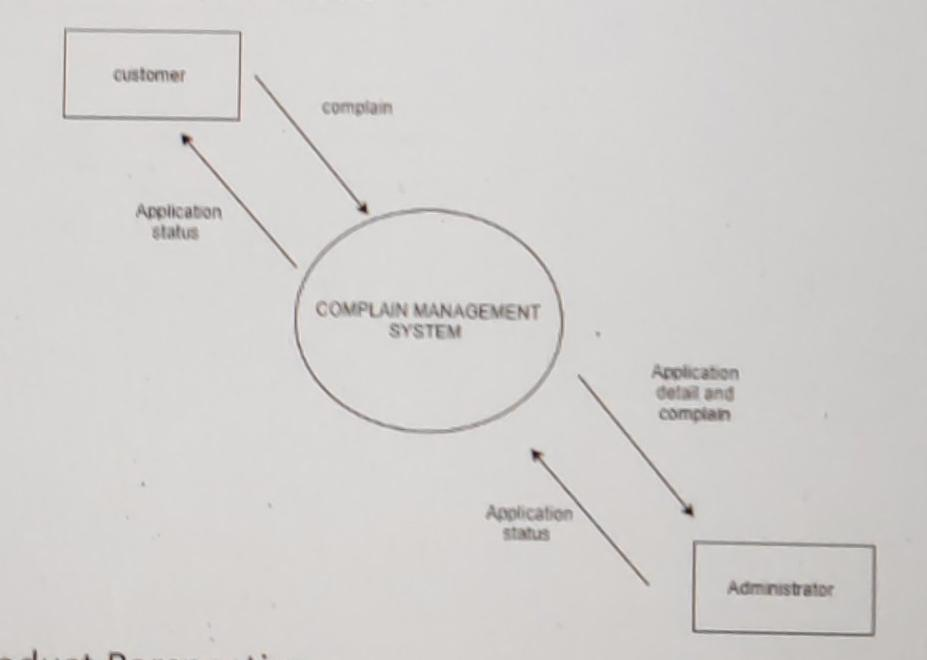 customer
complain
Application
status
COMPLAIN MANAGEMENT
SYSTEM
Application
detail and
complain
Application
status
Administrator